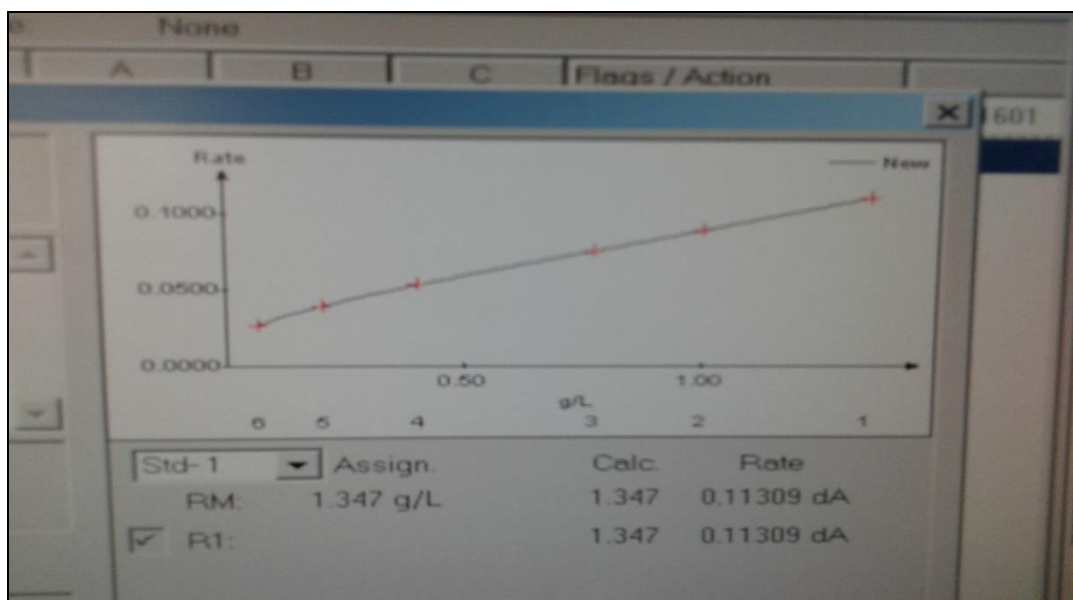 None
A B C Flags / Action
601
Rate
New
0.1000
0.0500
0.0000
0.50 1.00
g/L
6 5 4 3 2 1
Std-1 Assign. Calc. Rate
RM: 1.347 g/L 1.347 0.11309 dA
R1: 1.347 0.11309 dA